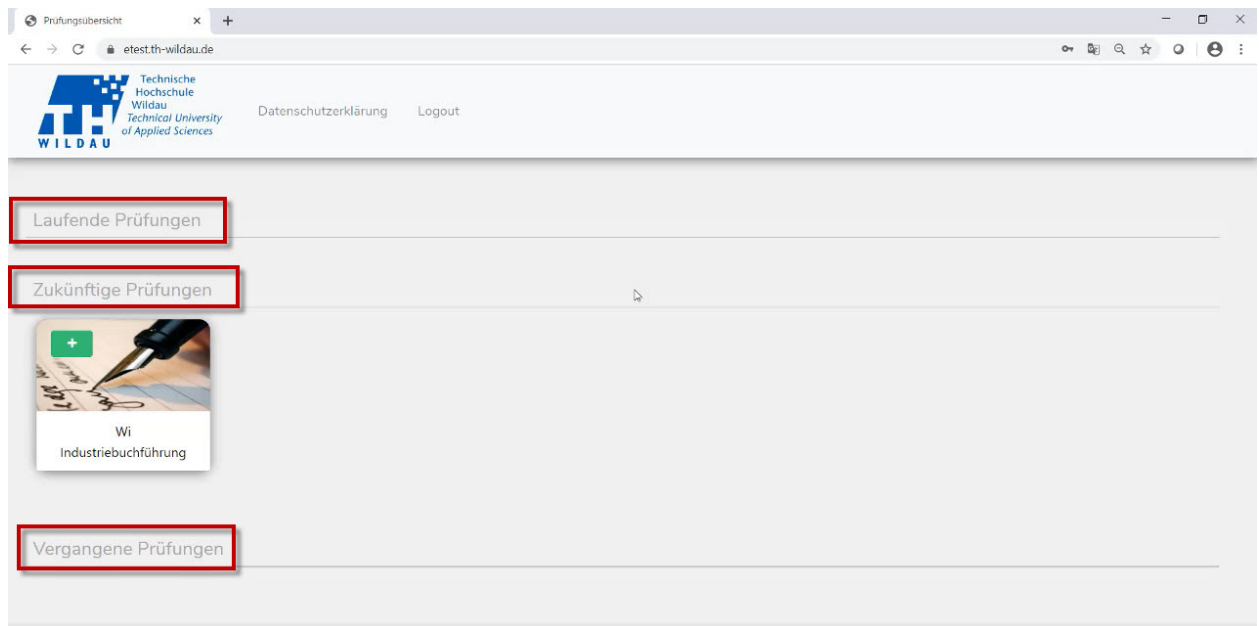 Prüfungsübersicht
etest.th-wildau.de
Technische
Hochschule
Wildau
Technical University
of Applied Sciences
TH
WILDAU
Datenschutzerklärung Logout
Laufende Prüfungen
Zukünftige Prüfungen
Wi
Industriebuchführung
Vergangene Prüfungen